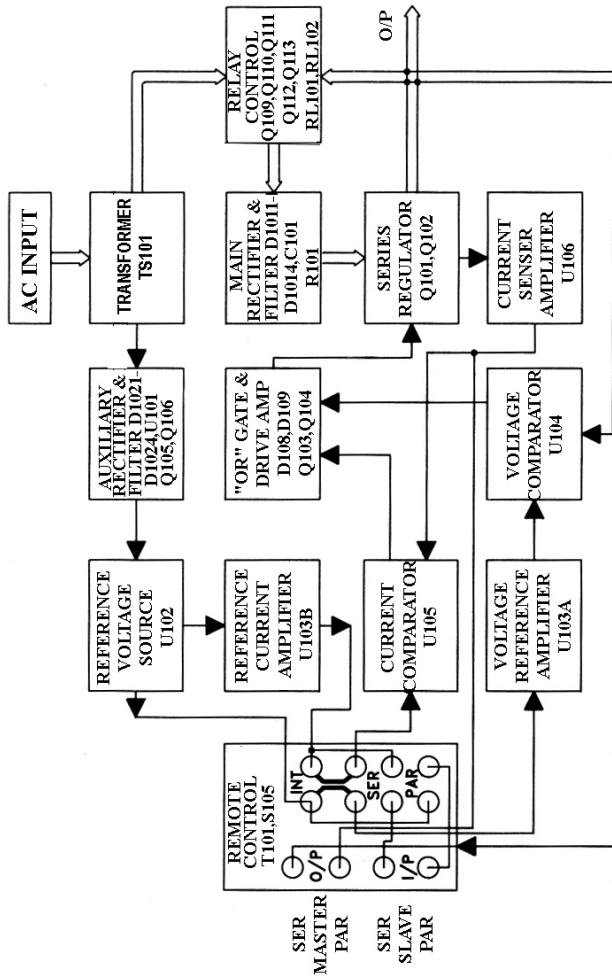 AC INPUT
TRANSFORMER
TS101
AUXILIARY
RECTIFIER &
FILTER D1021-
D1024,U101
Q105,Q106
REFERENCE
VOLTAGE
SOURCE
U102
RELAY
CONTROL
Q109,Q110,Q111
Q112,Q113
RL101,RL102
MAIN
RECTIFIER &
FILTER D1011-
D1014,C101
R101
"OR" GATE &
DRIVE AMP
D108,D109
Q103,Q104
REFERENCE
CURRENT
AMPLIFIER
U103B
REMOTE
CONTROL
T101,S105
INT
SER
PAR
O/P
I/P
SER
MASTER
PAR
SER
SLAVE
PAR
O/P
SERIES
REGULATOR
Q101,Q102
CURRENT
COMPARATOR
U105
CURRENT
SENSER
AMPLIFIER
U106
VOLTAGE
COMPARATOR
U104
VOLTAGE
REFERENCE
AMPLIFIER
U103A